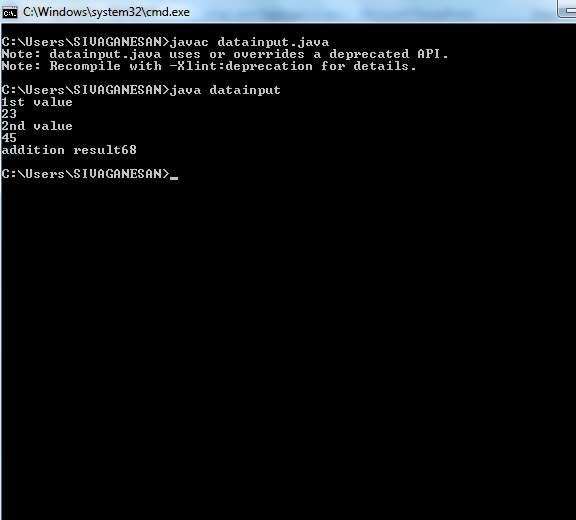 C:\Windows\system32\cmd.exe
C:\Users\SIVAGANESAN>javac datainput.java
Note: datainput.java uses or overrides a deprecated API.
Note: Recompile with -Xlint:deprecation for details.
C:\Users\SIVAGANESAN>java datainput
1st value
23
2nd value
45
addition result68
C:\Users\SIVAGANESAN>_